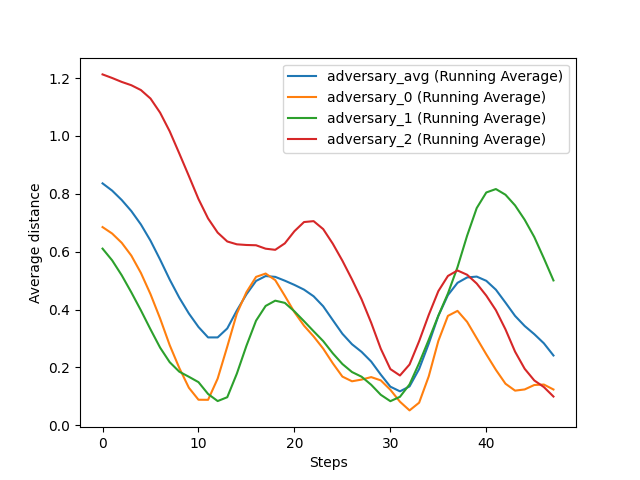 adversary_avg (Running Average)
adversary_0 (Running Average)
adversary_1 (Running Average)
adversary_2 (Running Average)
1.2
1.0
0.8
0.6
0.4
0.2
0.0
Average distance
0 10 20 30 40
Steps